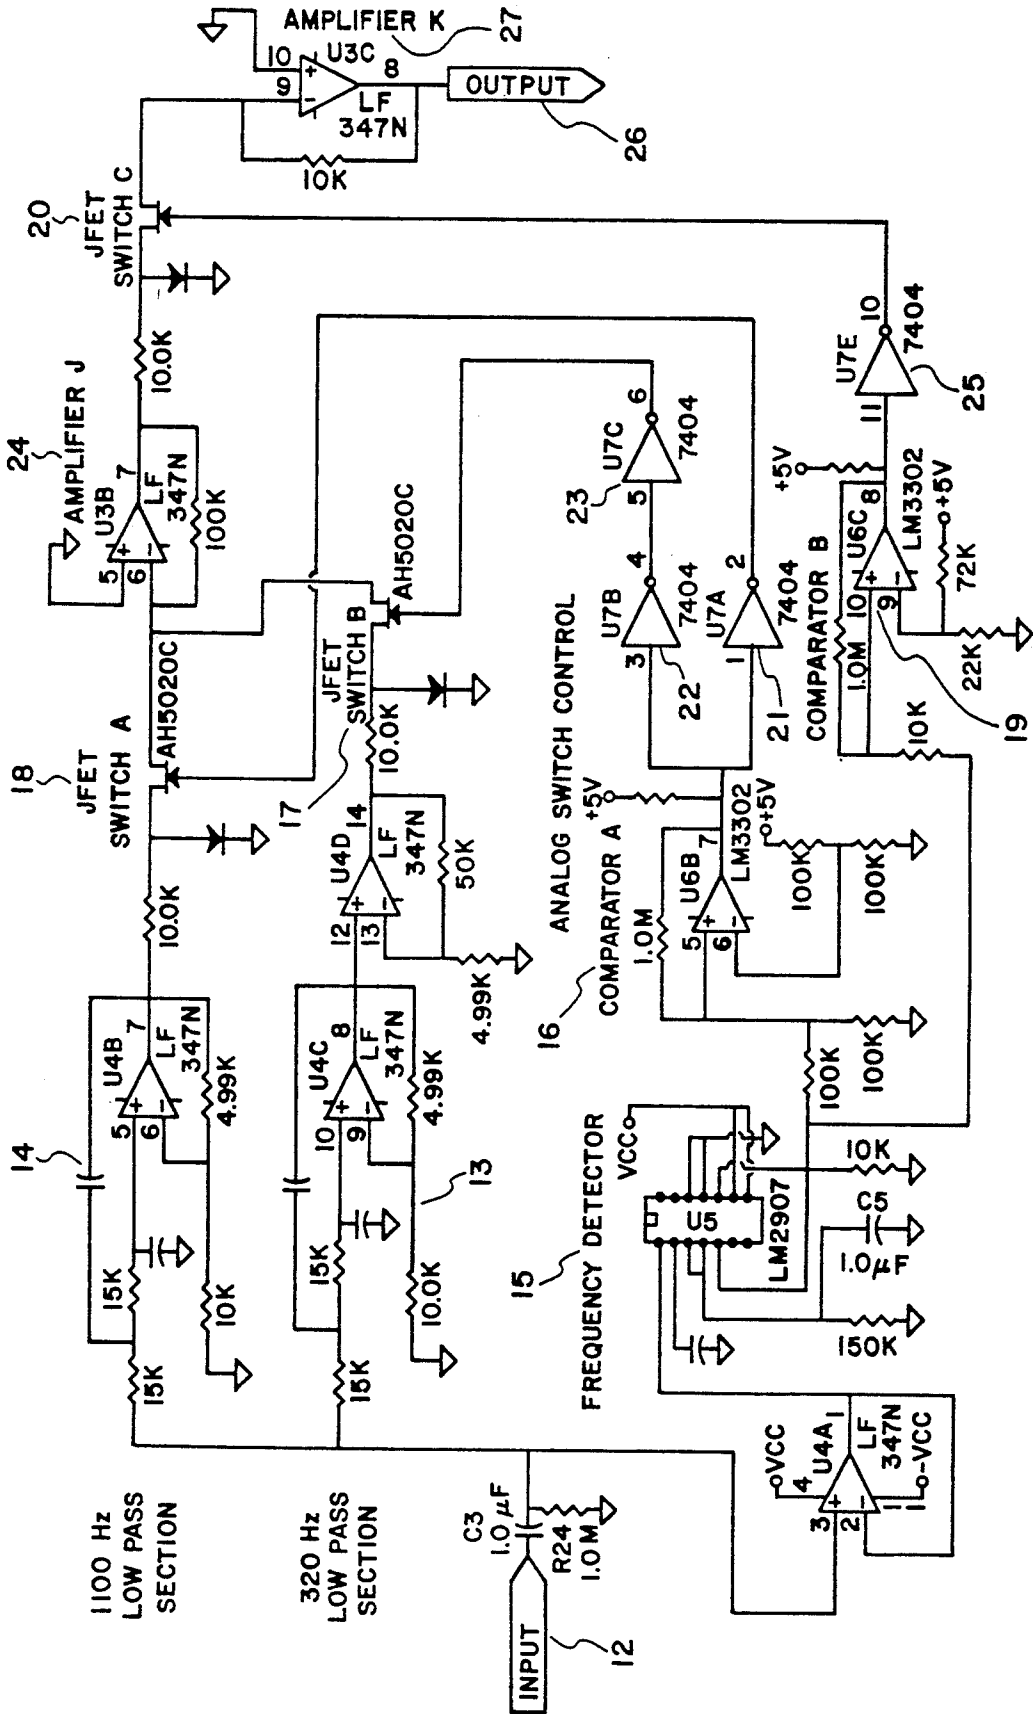 1100 Hz
LOW PASS
SECTION
14
15K
15K
10K
5
6
U4B
7
LF
347N
4.99K
10.0K
18
JFET
SWITCH A
AH5020C
24
AMPLIFIER J
5
6
U3B
7
LF
347N
100K
10.0K
20
JFET
SWITCH C
AMPLIFIER K
27
10
9
U3C
8
LF
347N
10K
OUTPUT
26
320 Hz
LOW PASS
SECTION
15K
15K
10.0K
13
10
9
U4C
8
LF
347N
4.99K
12
13
U4D
14
LF
347N
50K
4.99K
10.0K
17
JFET
SWITCH B
AH5020C
INPUT
12
C3
1.0 µF
R24
1.0 M
FREQUENCY DETECTOR
15
VCC
U5
LM2907
150K
C5
1.0µF
10K
100K
100K
ANALOG SWITCH CONTROL
COMPARATOR A
16
1.0M
5
6
U6B
7
LM3302
+5V
+5V
100K
100K
3
U7B
4
7404
22
5
U7C
6
7404
23
1
U7A
2
7404
21
COMPARATOR B
1.0M
10K
19
10
9
U6C
8
LM3302
+5V
+5V
72K
22K
11
U7E
10
7404
25
3
2
VCC
4
U4A
1
LF
347N
11
-VCC